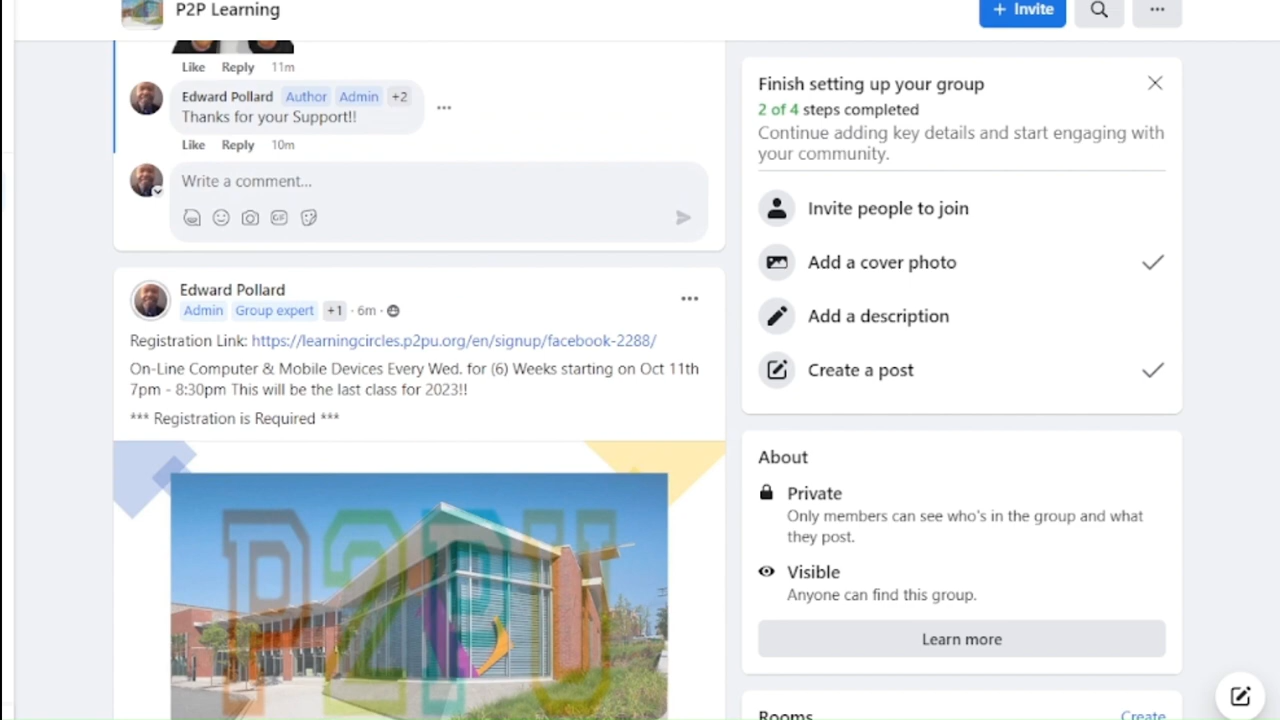 P2P Learning
+ Invite
Like Reply 11m
Edward Pollard Author Admin +2
Thanks for your Support!!
Like Reply 10m
Write a comment...
GIF
Edward Pollard
Admin Group expert +1 · 6m ·
Registration Link: https://learningcircles.p2pu.org/en/signup/facebook-2288/
On-Line Computer & Mobile Devices Every Wed. for (6) Weeks starting on Oct 11th
7pm - 8:30pm This will be the last class for 2023!!
*** Registration is Required ***
P2PU
Finish setting up your group
2 of 4 steps completed
Continue adding key details and start engaging with
your community.
Invite people to join
Add a cover photo
Add a description
Create a post
About
Private
Only members can see who's in the group and what
they post.
Visible
Anyone can find this group.
Learn more
Rooms
Create